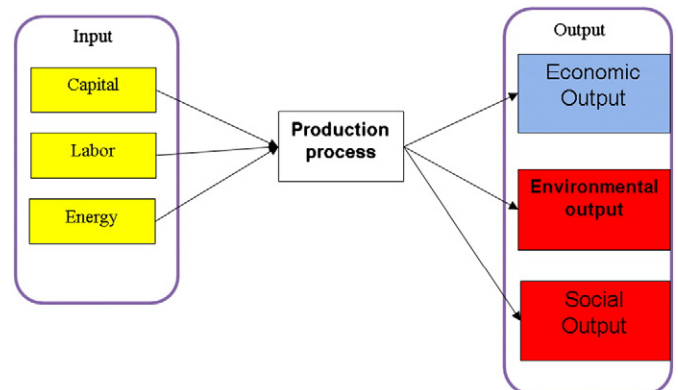 Input
Capital
Labor
Energy
Production
process
Output
Economic
Output
Environmental
output
Social
Output